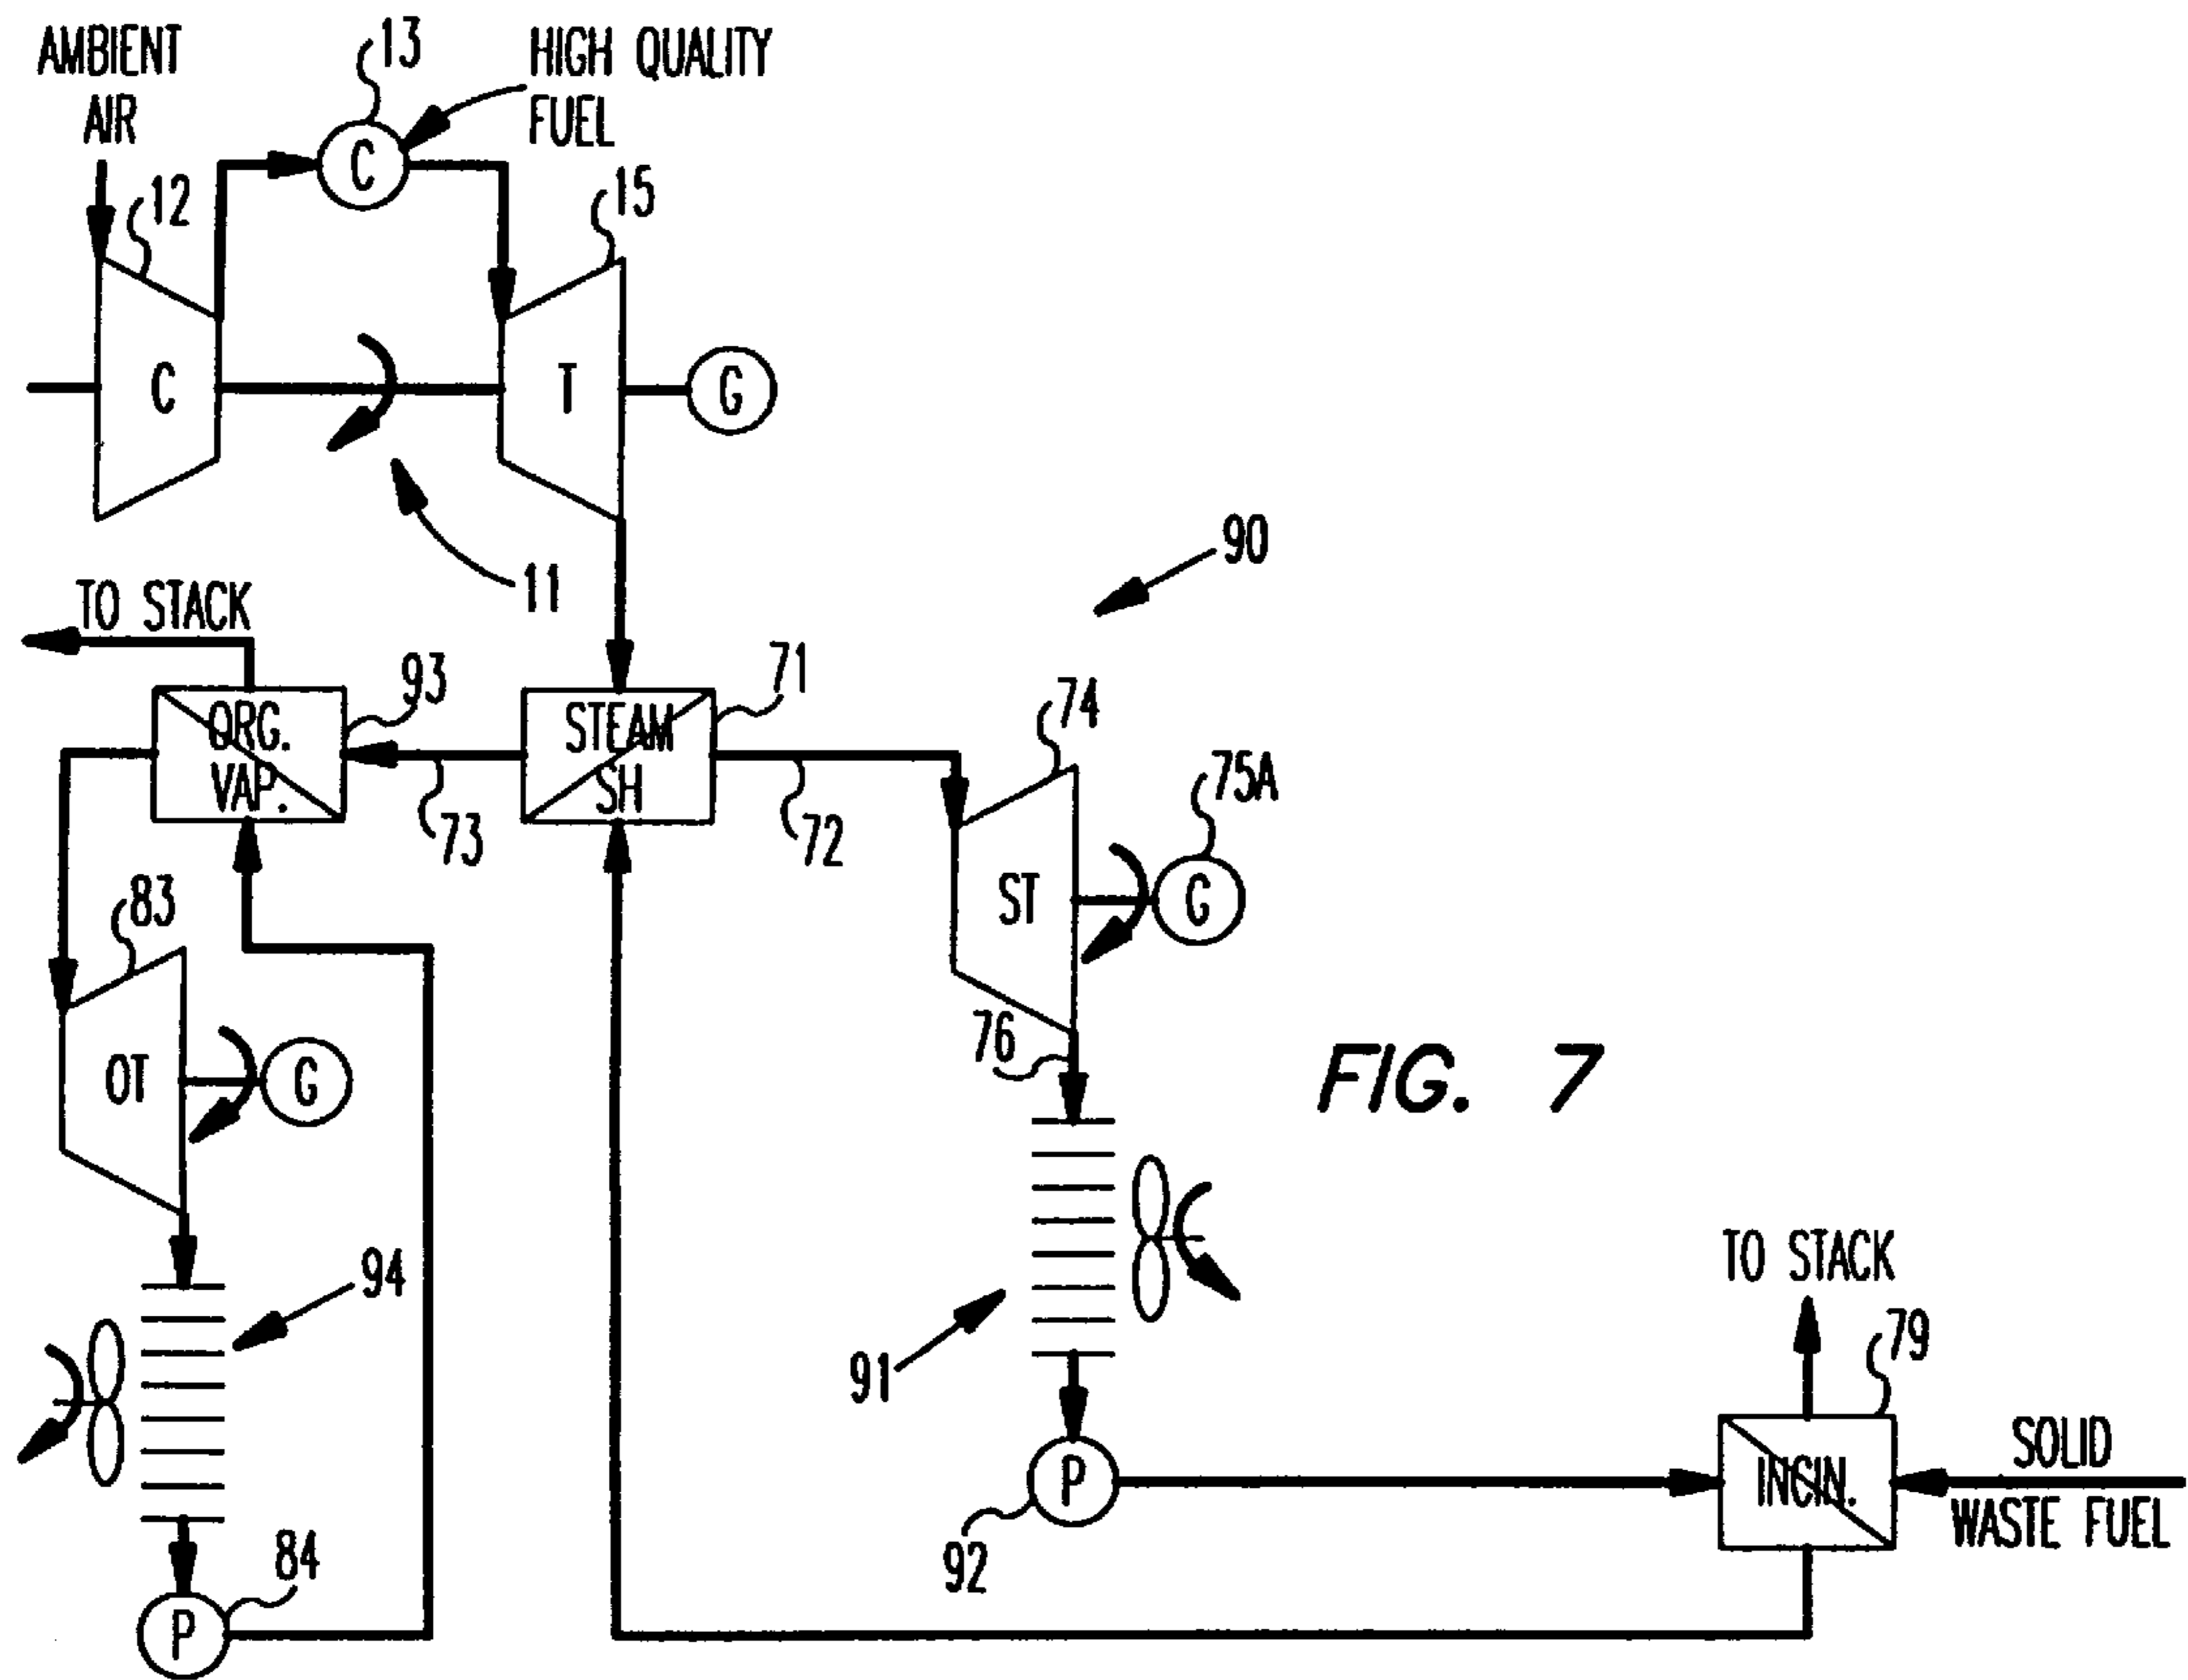 AMBIENT
AIR
13
HIGH QUALITY
FUEL
12
C
15
C
T
G
11
90
TO STACK
93
71
ORG.
VAP.
STEAM
SH
74
75A
73
72
83
ST
G
76
OT
G
FIG. 7
94
91
TO STACK
79
P
INCIN.
SOLID
WASTE FUEL
92
84
P